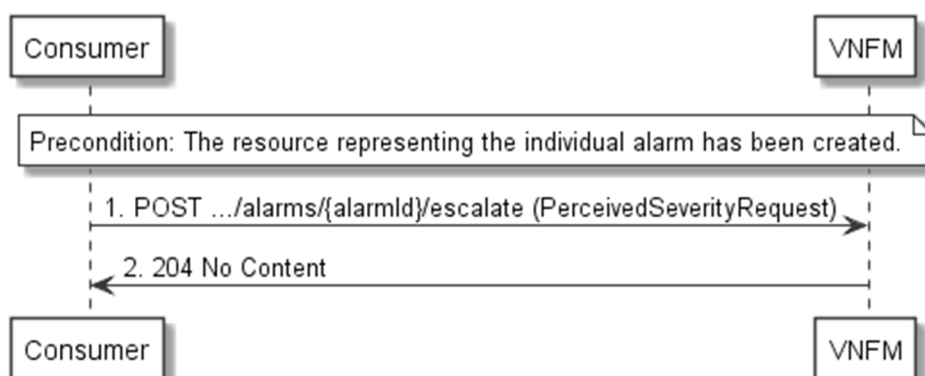 Consumer
VNFM
Precondition: The resource representing the individual alarm has been created.
1. POST .../alarms/{alarmId}/escalate (PerceivedSeverityRequest)
2. 204 No Content
Consumer
VNFM